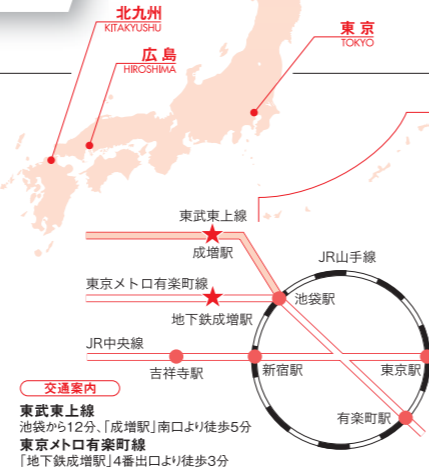 北九州
KITAKYUSHU
広島
HIROSHIMA
東京
TOKYO
東武東上線
成増駅
JR山手線
東京メトロ有楽町線
池袋駅
地下鉄成増駅
JR中央線
吉祥寺駅
新宿駅
東京駅
有楽町駅
交通案内
東武東上線
池袋から12分、「成増駅」南口より徒歩5分
東京メトロ有楽町線
「地下鉄成増駅」4番出口より徒歩3分